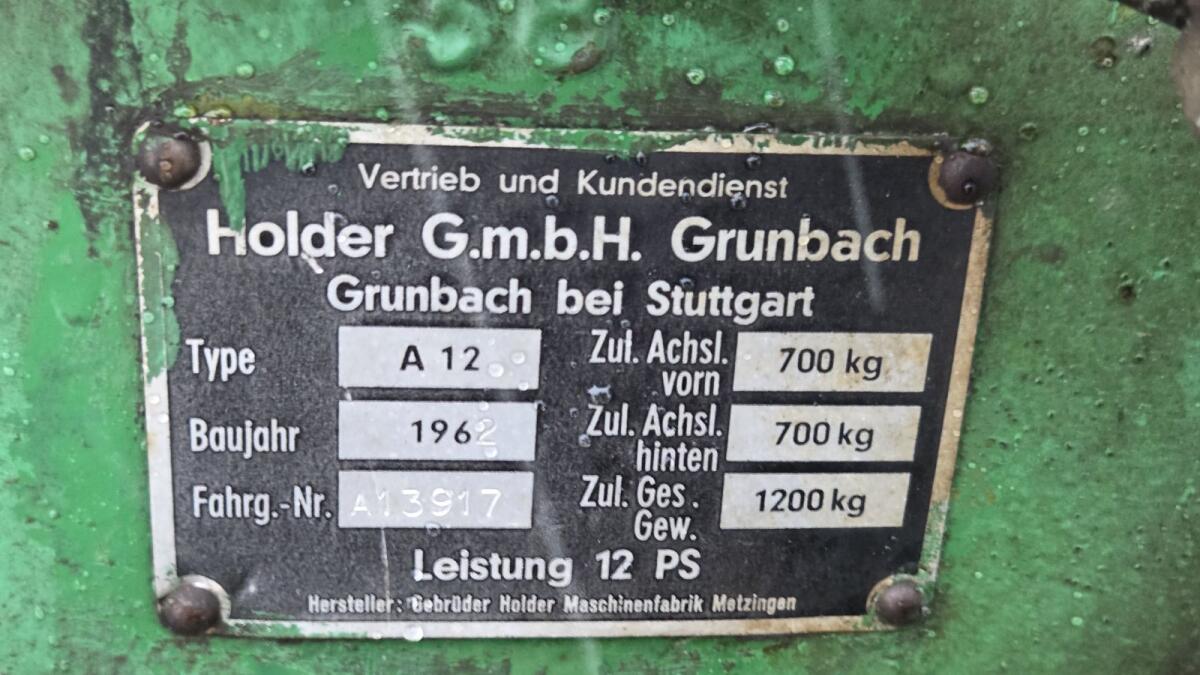 Vertrieb und Kundendienst
Holder G.m.b.H. Grunbach
Grunbach bei Stuttgart
Type A 12 Zul. Achsl. vorn 700 kg
Baujahr 1962 Zul. Achsl. hinten 700 kg
Fahrg.-Nr. A13917 Zul. Ges. Gew. 1200 kg
Leistung 12 PS
Hersteller: Gebrüder Holder Maschinenfabrik Metzingen